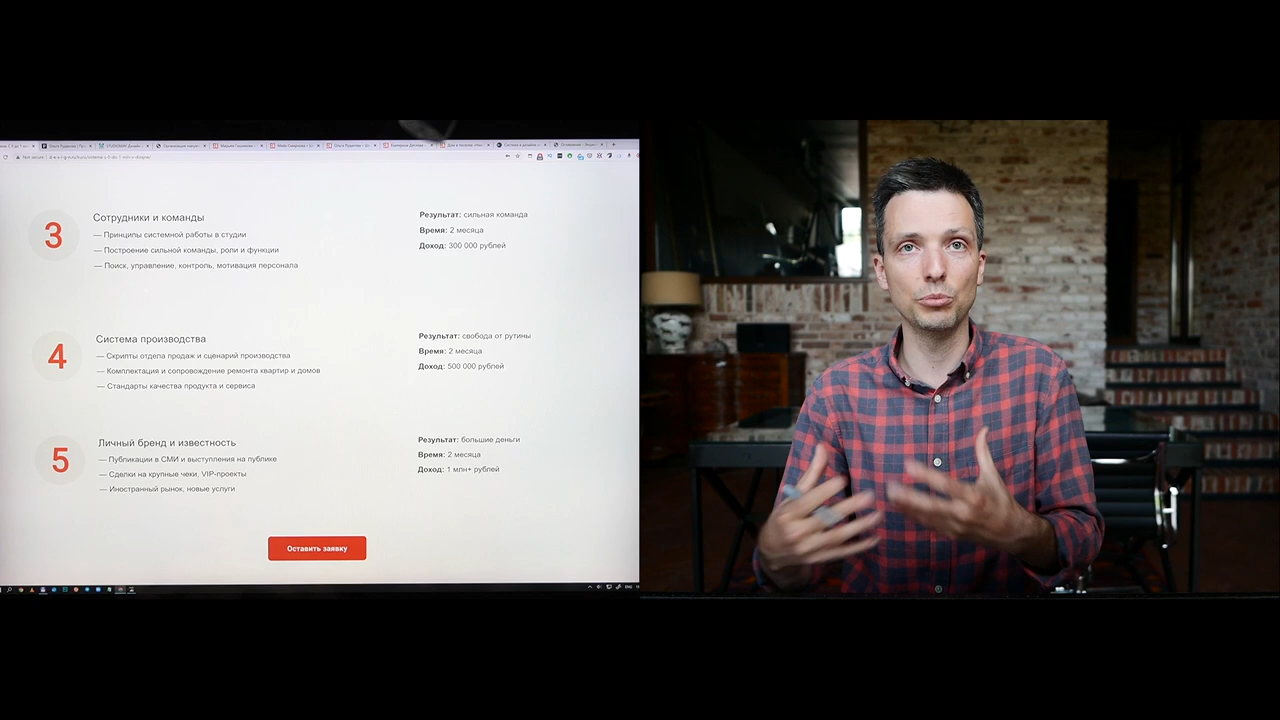 Not secure
3
Сотрудники и команды
— Принципы системной работы в студии
— Построение сильной команды, роли и функции
— Поиск, управление, контроль, мотивация персонала
Результат: сильная команда
Время: 2 месяца
Доход: 300 000 рублей
4
Система производства
— Скрипты отдела продаж и сценарий производства
— Комплектация и сопровождение ремонта квартир и домов
— Стандарты качества продукта и сервиса
Результат: свобода от рутины
Время: 2 месяца
Доход: 500 000 рублей
5
Личный бренд и известность
— Публикации в СМИ и выступления на публике
— Сделки на крупные чеки, VIP-проекты
— Иностранный рынок, новые услуги
Результат: большие деньги
Время: 2 месяца
Доход: 1 млн+ рублей
Оставить заявку
ENG